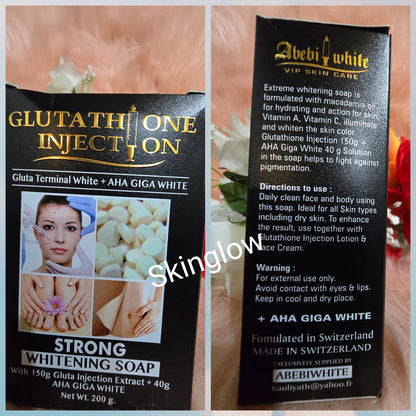 GLUTATHIONE
INJECTION
Gluta Terminal White + AHA GIGA WHITE
STRONG
WHITENING SOAP
With 150g Gluta Injection Extract + 40g
AHA GIGA WHITE
Net Wt. 200 g.
Skinglow
Abebi white
VIP SKIN CARE
Extreme whitening soap is
formulated with macadamia oil
for hydrating and action for skin.
Vitamin A, Vitamin C, illuminate
and whiten the skin color.
Glutathione Injection 150g +
AHA Giga White 40 g Solution
in the soap helps to fight against
pigmentation.
Directions to use :
Daily clean face and body using
this soap. Ideal for all Skin types
including dry skin. To enhance
the result, use together with
Glutathione Injection Lotion &
Face Cream.
Warning :
For external use only.
Avoid contact with eyes & lips.
Keep in cool and dry place.
+ AHA GIGA WHITE
Fomulated in Switzerland
MADE IN SWITZERLAND
EXCLUSIVELY SUPPLIED BY
ABEBIWHITE
Kaoliyath@yahoo.fr